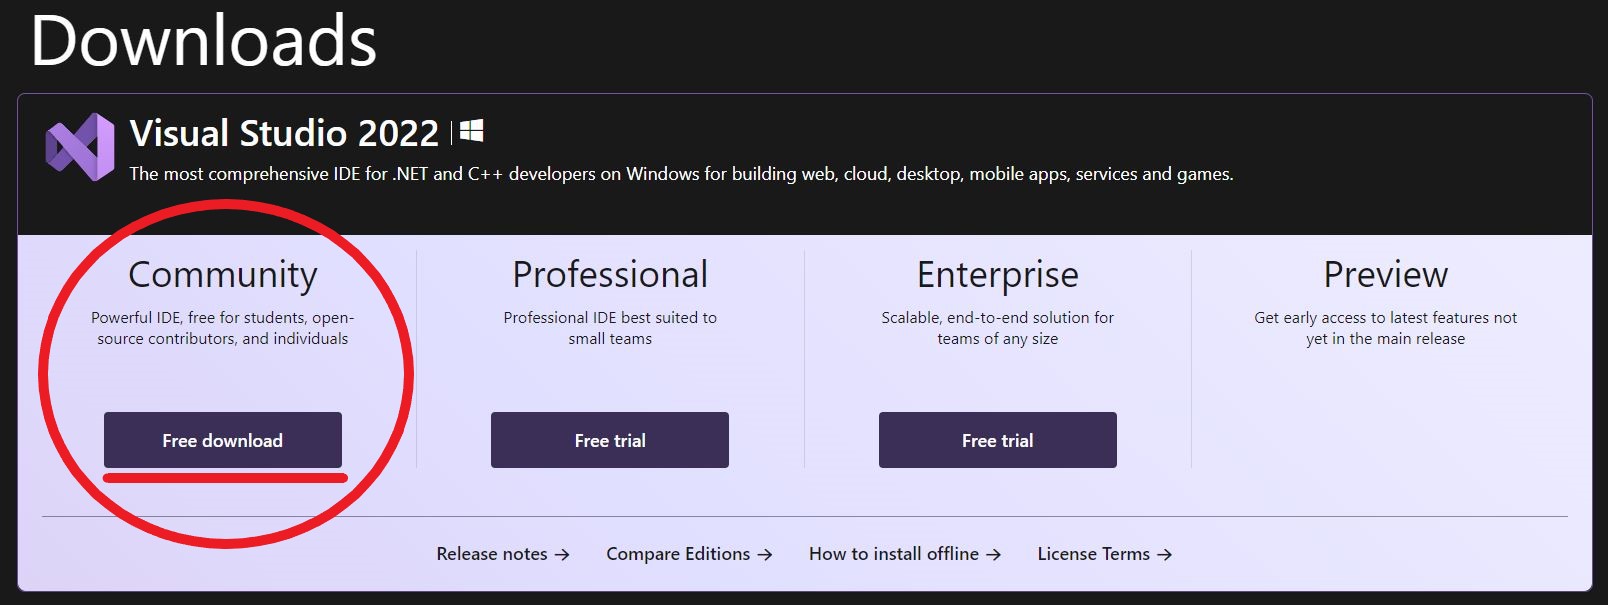 Downloads
Visual Studio 2022
The most comprehensive IDE for .NET and C++ developers on Windows for building web, cloud, desktop, mobile apps, services and games.
Community
Powerful IDE, free for students, open-
source contributors, and individuals
Free download
Professional
Professional IDE best suited to
small teams
Free trial
Enterprise
Scalable, end-to-end solution for
teams of any size
Free trial
Preview
Get early access to latest features not
yet in the main release
Release notes →
Compare Editions →
How to install offline →
License Terms →